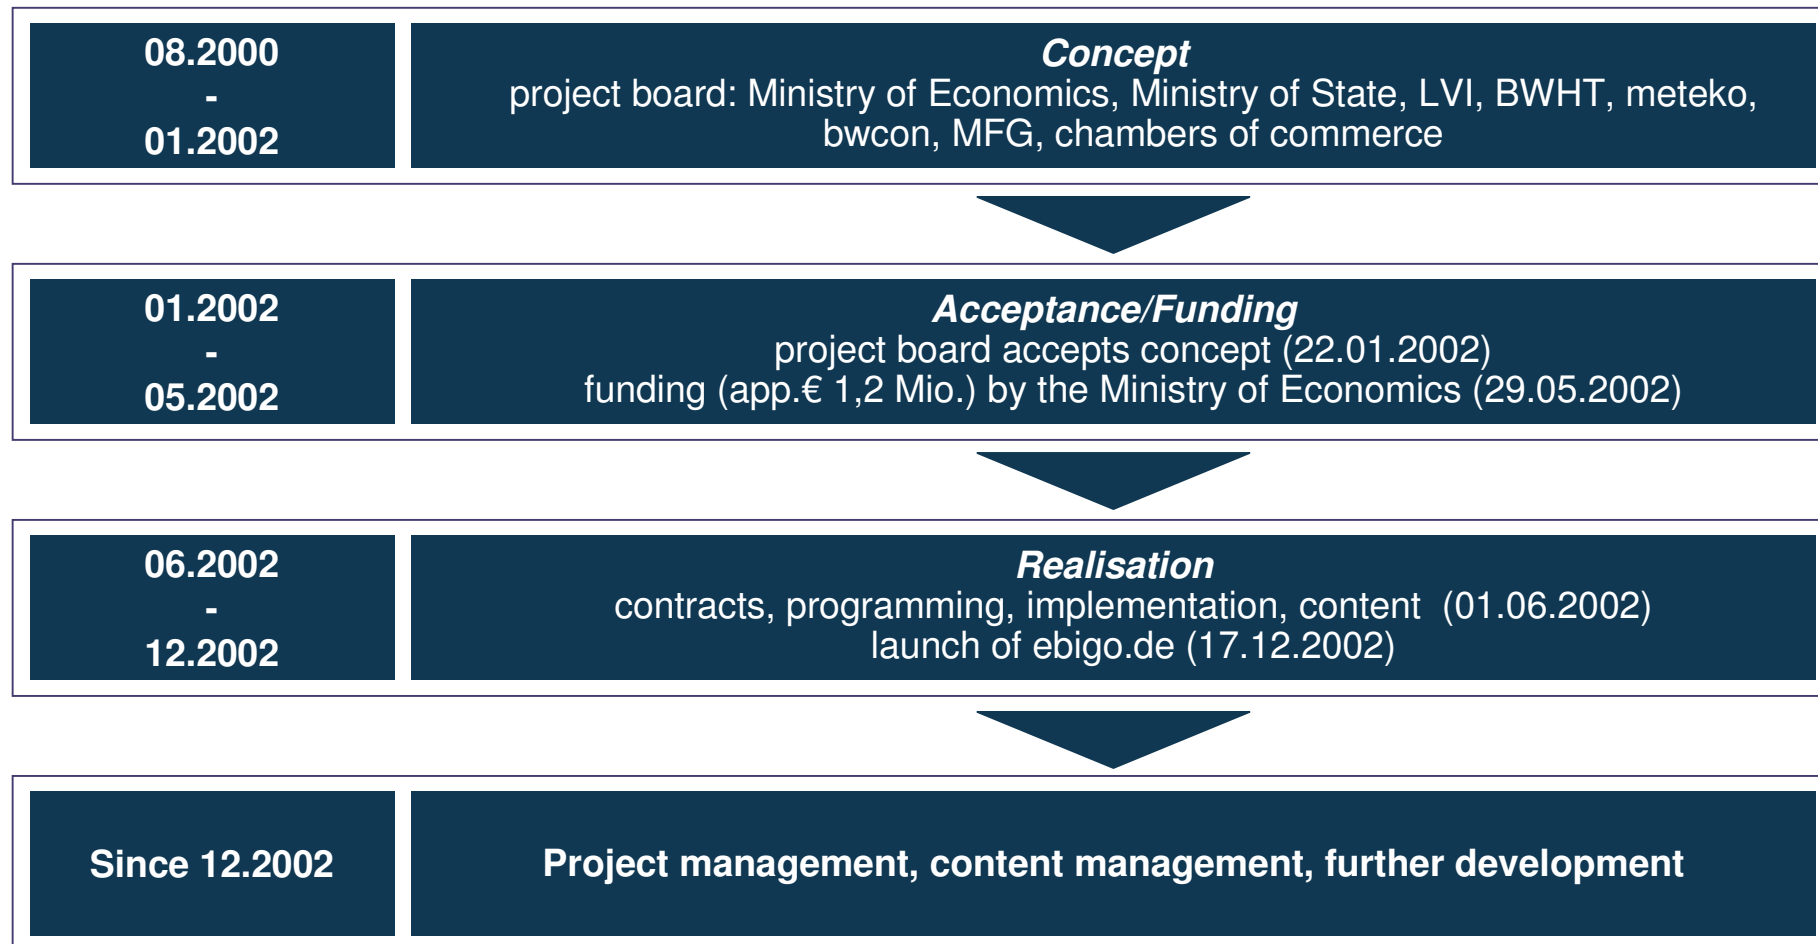 08.2000
-
01.2002
Concept
project board: Ministry of Economics, Ministry of State, LVI, BWHT, meteko,
bwcon, MFG, chambers of commerce
01.2002
-
05.2002
Acceptance/Funding
project board accepts concept (22.01.2002)
funding (app.€ 1,2 Mio.) by the Ministry of Economics (29.05.2002)
06.2002
-
12.2002
Realisation
contracts, programming, implementation, content  (01.06.2002)
launch of ebigo.de (17.12.2002)
Since 12.2002
Project management, content management, further development